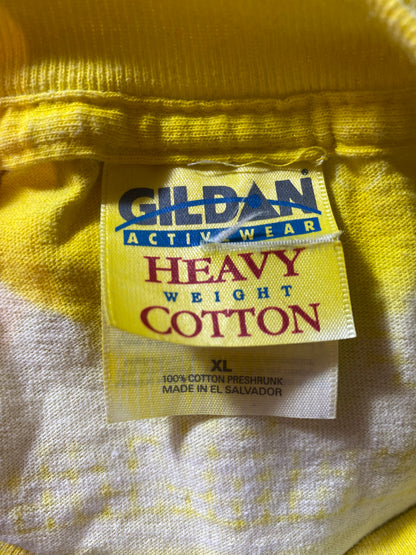 GILDAN®
ACTIVEWEAR
HEAVY
WEIGHT
COTTON
XL
100% COTTON PRESHRUNK
MADE IN EL SALVADOR